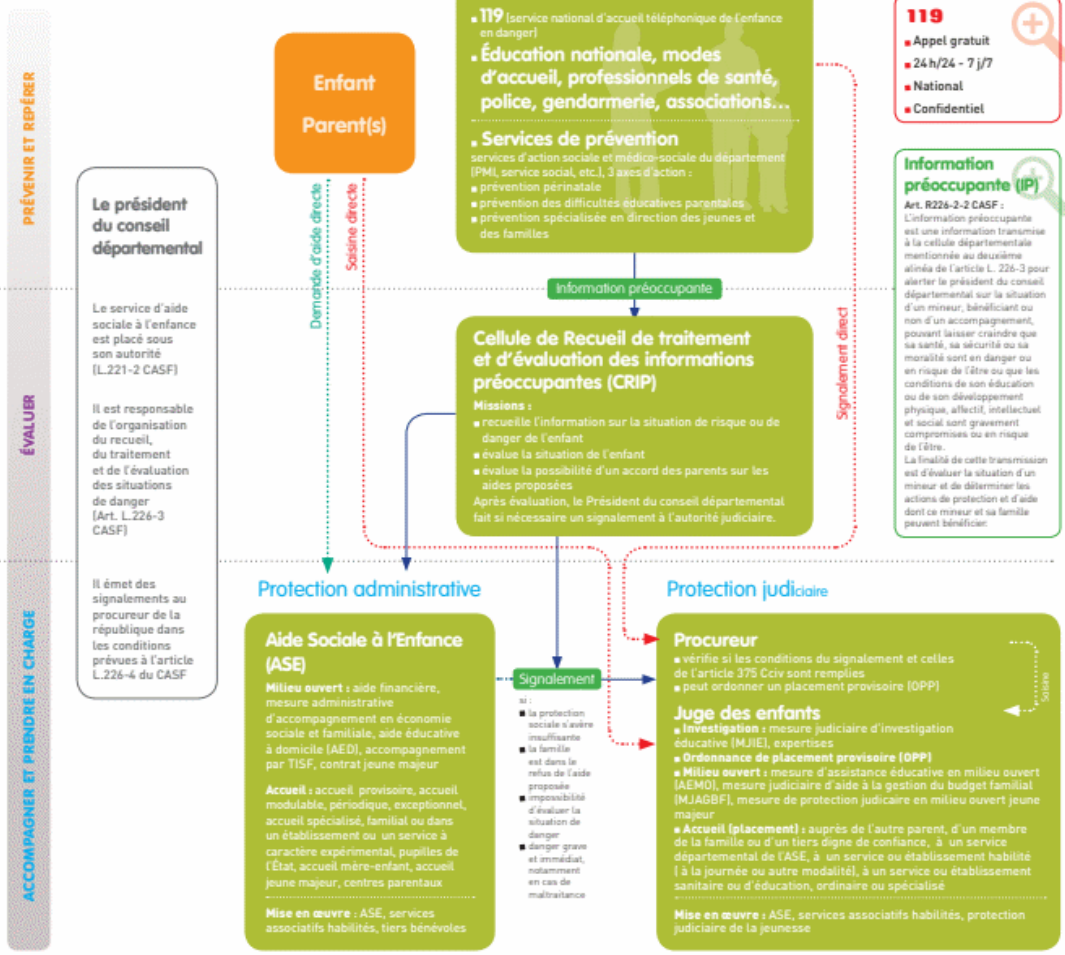 119 (service national d'accueil téléphonique de l'enfance
en danger)
Éducation nationale, modes
d'accueil, professionnels de santé,
police, gendarmerie, associations...
Services de prévention
services d'action sociale et médico-sociale du département
(PMI, service social, etc.), 3 axes d'action :
prévention périnatale
prévention des difficultés éducatives parentales
prévention spécialisée en direction des jeunes et
des familles
119
Appel gratuit
24h/24 - 7 j/7
National
Confidentiel
PRÉVENIR ET REPÉRER
Enfant
Parent(s)
Le président
du conseil
départemental
Le service d'aide
sociale à l'enfance
est placé sous
son autorité
(L.221-2 CASF)
Il est responsable
de l'organisation
du recueil,
du traitement
et de l'évaluation
des situations
de danger
(Art. L.226-3
CASF)
Il émet des
signalements au
procureur de la
république dans
les conditions
prévues à l'article
L.226-4 du CASF
Demande d'aide directe
Saisine directe
Information préoccupante
Signalement direct
Information
préoccupante (IP)
Art. R226-2-2 CASF :
L'information préoccupante
est une information transmise
à la cellule départementale
mentionnée au deuxième
alinéa de l'article L. 226-3 pour
alerter le président du conseil
départemental sur la situation
d'un mineur, bénéficiant ou
non d'un accompagnement,
pouvant laisser craindre que
sa santé, sa sécurité ou sa
moralité sont en danger ou
en risque de l'être ou que les
conditions de son éducation
ou de son développement
physique, affectif, intellectuel
et social sont gravement
compromises ou en risque
de l'être.
La finalité de cette transmission
est d'évaluer la situation d'un
mineur et de déterminer les
actions de protection et d'aide
dont ce mineur et sa famille
peuvent bénéficier.
ÉVALUER
Cellule de Recueil de traitement
et d'évaluation des informations
préoccupantes (CRIP)
Missions :
recueille l'information sur la situation de risque ou de
danger de l'enfant
évalue la situation de l'enfant
évalue la possibilité d'un accord des parents sur les
aides proposées
Après évaluation, le Président du conseil départemental
fait si nécessaire un signalement à l'autorité judiciaire.
ACCOMPAGNER ET PRENDRE EN CHARGE
Protection administrative
Aide Sociale à l'Enfance
(ASE)
Milieu ouvert : aide financière,
mesure administrative
d'accompagnement en économie
sociale et familiale, aide éducative
à domicile (AED), accompagnement
par TISF, contrat jeune majeur
Accueil : accueil provisoire, accueil
modulable, périodique, exceptionnel,
accueil spécialisé, familial ou dans
un établissement ou un service à
caractère expérimental, pupilles de
l'État, accueil mère-enfant, accueil
jeune majeur, centres parentaux
Mise en œuvre : ASE, services
associatifs habilités, tiers bénévoles
Signalement
si :
la protection
sociale s'avère
insuffisante
la famille
est dans le
refus de l'aide
proposée
impossibilité
d'évaluer la
situation de
danger
danger grave
et immédiat,
notamment
en cas de
maltraitance
Protection judiciaire
Procureur
vérifie si les conditions du signalement et celles
de l'article 375 Cciv sont remplies
peut ordonner un placement provisoire (OPP)
Saisine
Juge des enfants
Investigation : mesure judiciaire d'investigation
éducative (MJIE), expertises
Ordonnance de placement provisoire (OPP)
Milieu ouvert : mesure d'assistance éducative en milieu ouvert
(AEMO), mesure judiciaire d'aide à la gestion du budget familial
(MJAGBF), mesure de protection judicaire en milieu ouvert jeune
majeur
Accueil (placement) : auprès de l'autre parent, d'un membre
de la famille ou d'un tiers digne de confiance, à un service
départemental de l'ASE, à un service ou établissement habilité
( à la journée ou autre modalité), à un service ou établissement
sanitaire ou d'éducation, ordinaire ou spécialisé
Mise en œuvre : ASE, services associatifs habilités, protection
judiciaire de la jeunesse